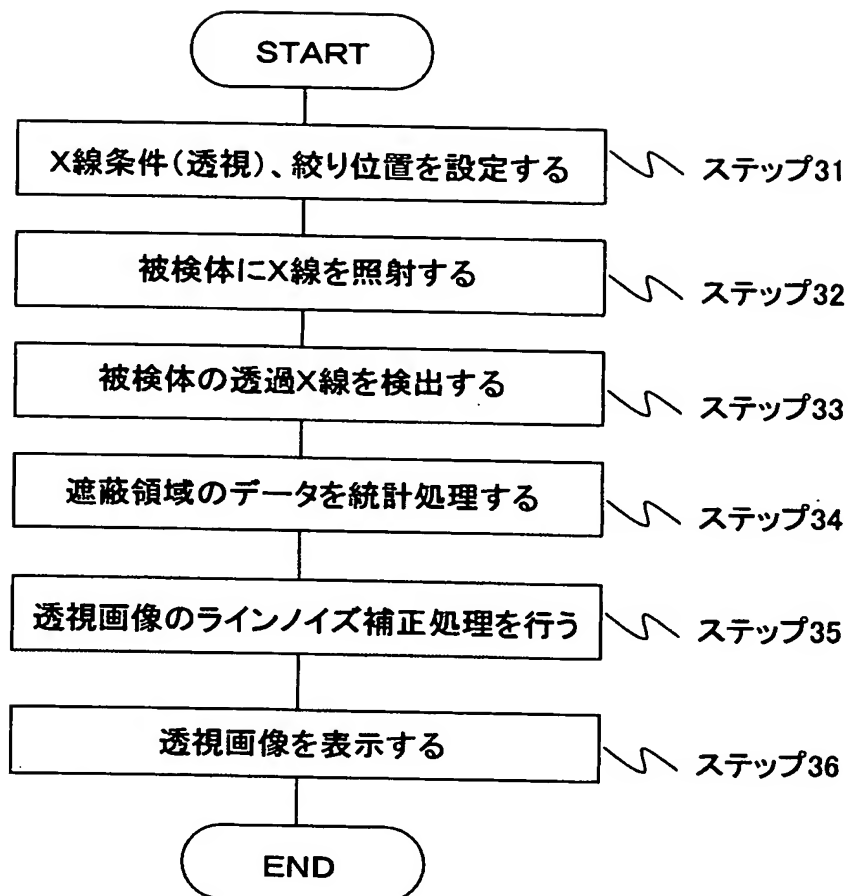 START
X線条件(透視)、絞り位置を設定する
ステップ31
被検体にX線を照射する
ステップ32
被検体の透過X線を検出する
ステップ33
遮蔽領域のデータを統計処理する
ステップ34
透視画像のラインノイズ補正処理を行う
ステップ35
透視画像を表示する
ステップ36
END